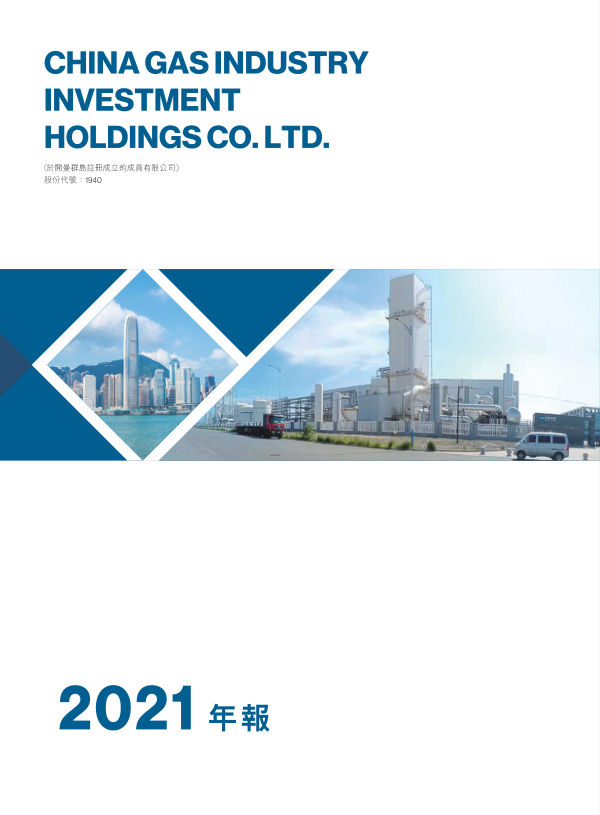 CHINA GAS INDUSTRY
INVESTMENT
HOLDINGS CO. LTD.
(於開曼群島註冊成立的成員有限公司)
股份代號：1940
2021 年報